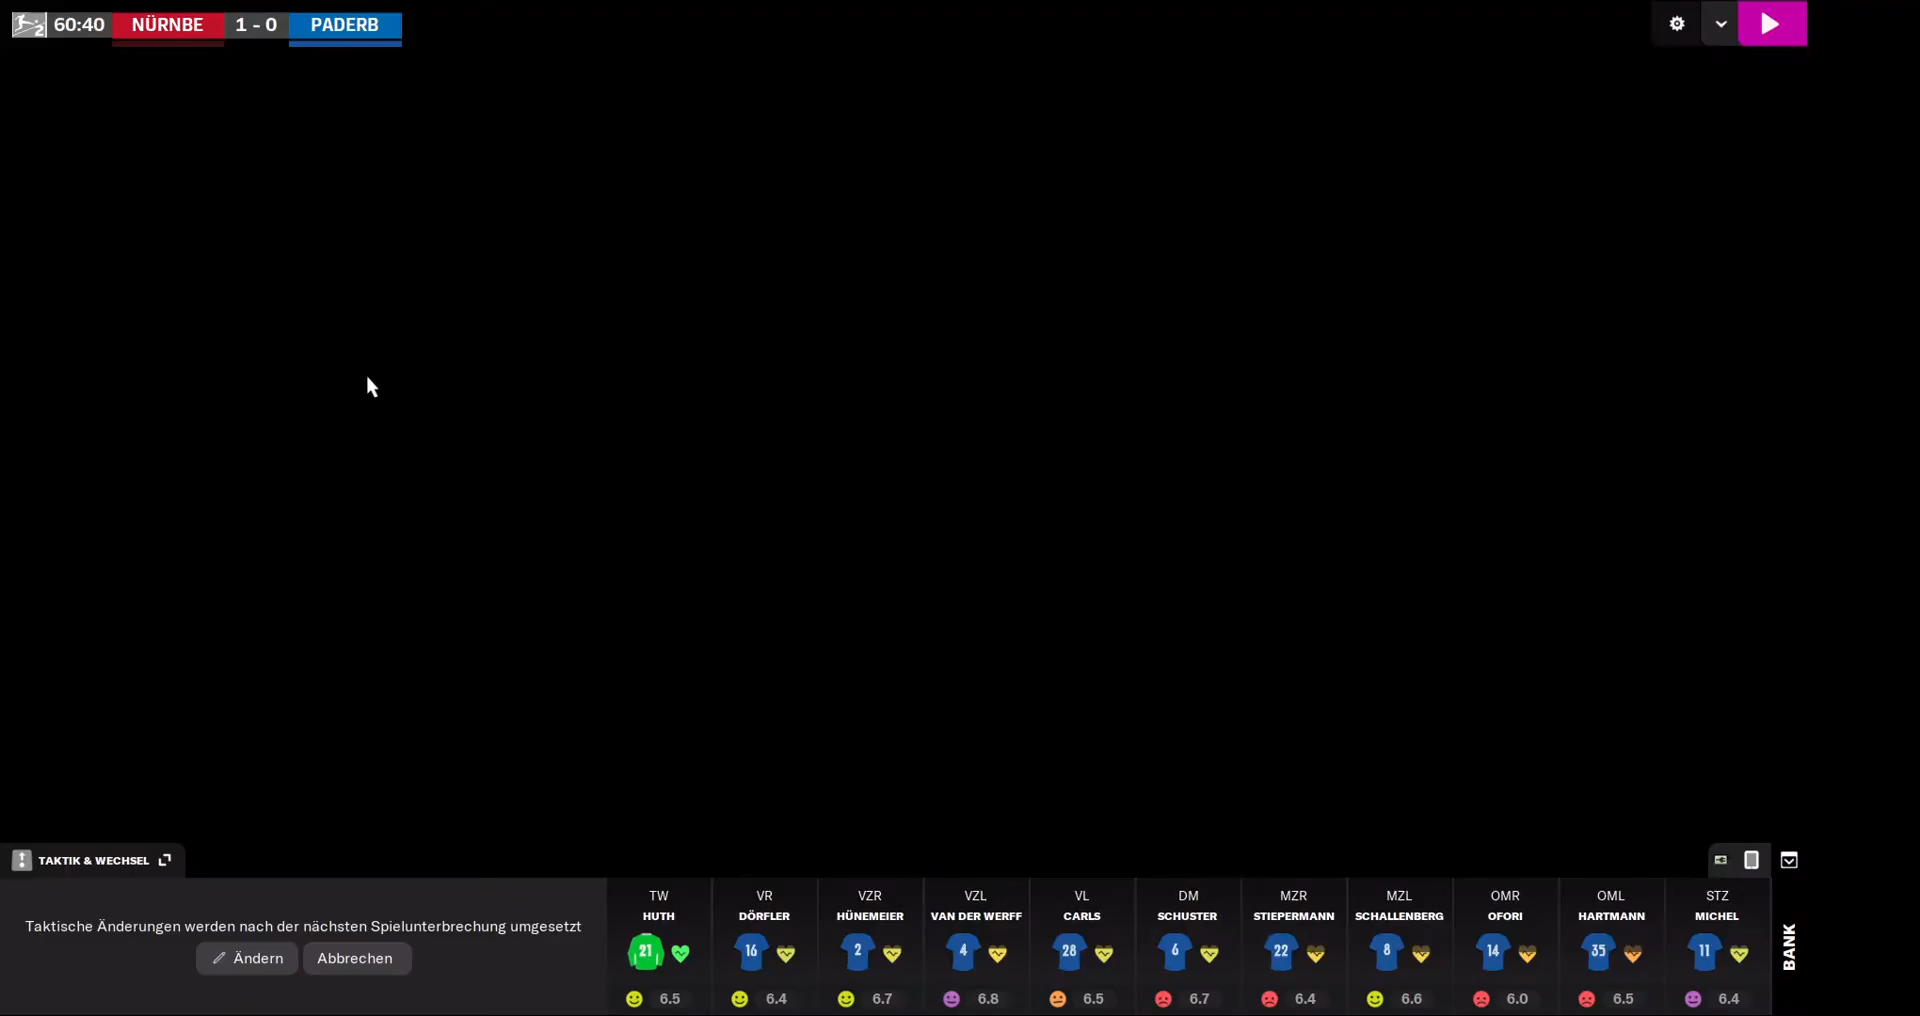 60:40 NÜRNBE 1 - 0 PADERB
TAKTIK & WECHSEL
Taktische Änderungen werden nach der nächsten Spielunterbrechung umgesetzt
Ändern Abbrechen
TW VR VZR VZL VL DM MZR MZL OMR OML STZ
HUTH DÖRFLER HÜNEMEIER VAN DER WERFF CARLS SCHUSTER STIEPERMANN SCHALLENBERG OFORI HARTMANN MICHEL
21 16 2 4 28 6 22 8 14 35 11
6.5 6.4 6.7 6.8 6.5 6.7 6.4 6.6 6.0 6.5 6.4
BANK